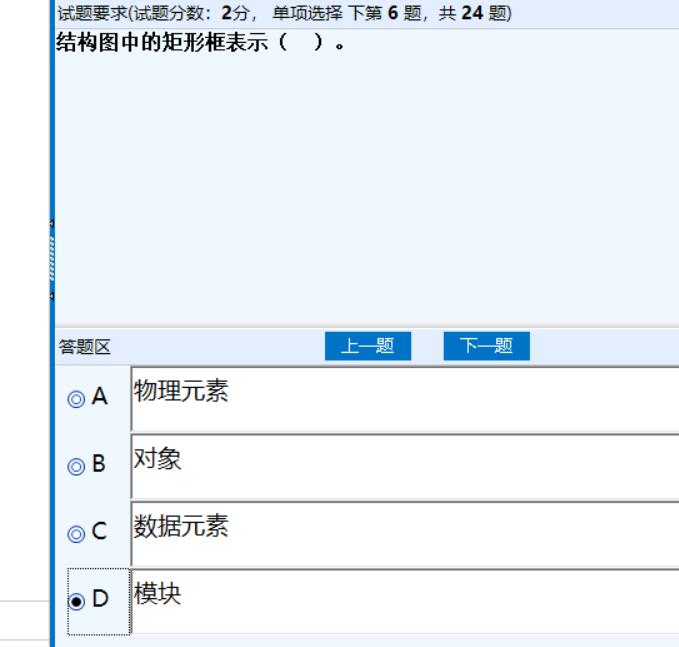 试题要求(试题分数：2分， 单项选择 下第 6 题，共 24 题)
结构图中的矩形框表示（ ）。
答题区 上一题 下一题
A 物理元素
B 对象
C 数据元素
D 模块